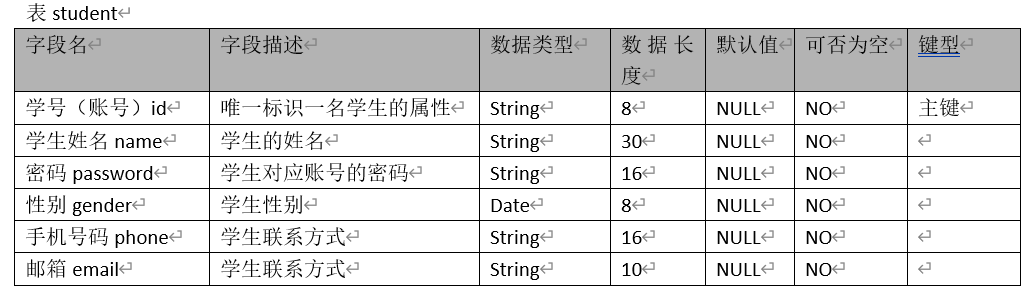 表 student
字段名 字段描述 数据类型 数据长度 默认值 可否为空 键型
学号（账号）id 唯一标识一名学生的属性 String 8 NULL NO 主键
学生姓名 name 学生的姓名 String 30 NULL NO
密码 password 学生对应账号的密码 String 16 NULL NO
性别 gender 学生性别 Date 8 NULL NO
手机号码 phone 学生联系方式 String 16 NULL NO
邮箱 email 学生联系方式 String 10 NULL NO